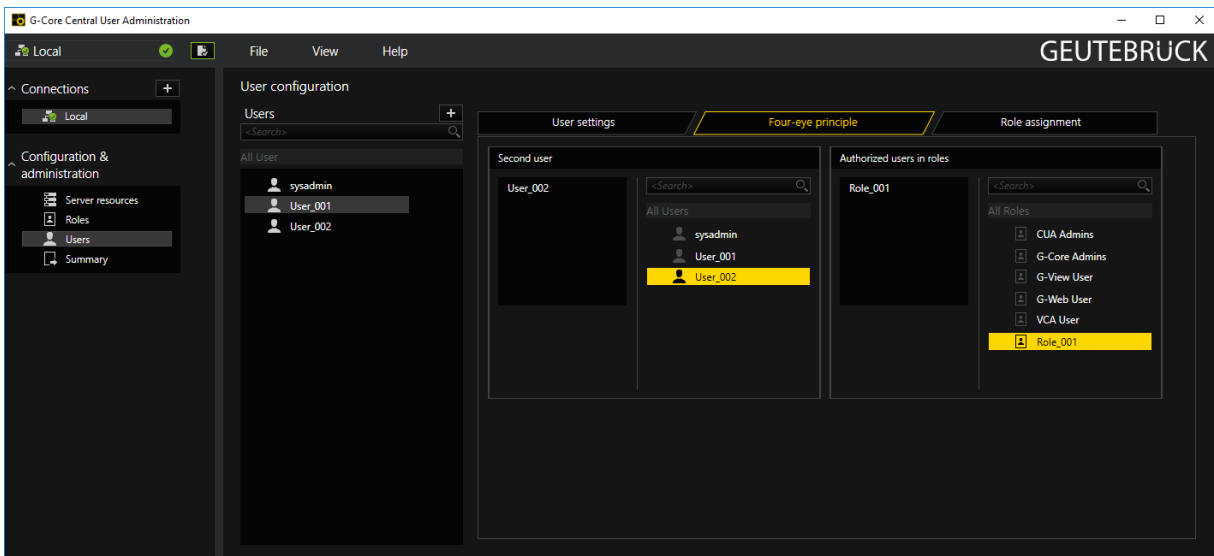 G-Core Central User Administration
Local
File View Help
GEUTEBRÜCK
Connections
Local
Configuration &
administration
Server resources
Roles
Users
Summary
User configuration
Users
<Search>
All User
sysadmin
User_001
User_002
User settings
Four-eye principle
Role assignment
Second user
User_002
<Search>
All Users
sysadmin
User_001
User_002
Authorized users in roles
Role_001
<Search>
All Roles
CUA Admins
G-Core Admins
G-View User
G-Web User
VCA User
Role_001